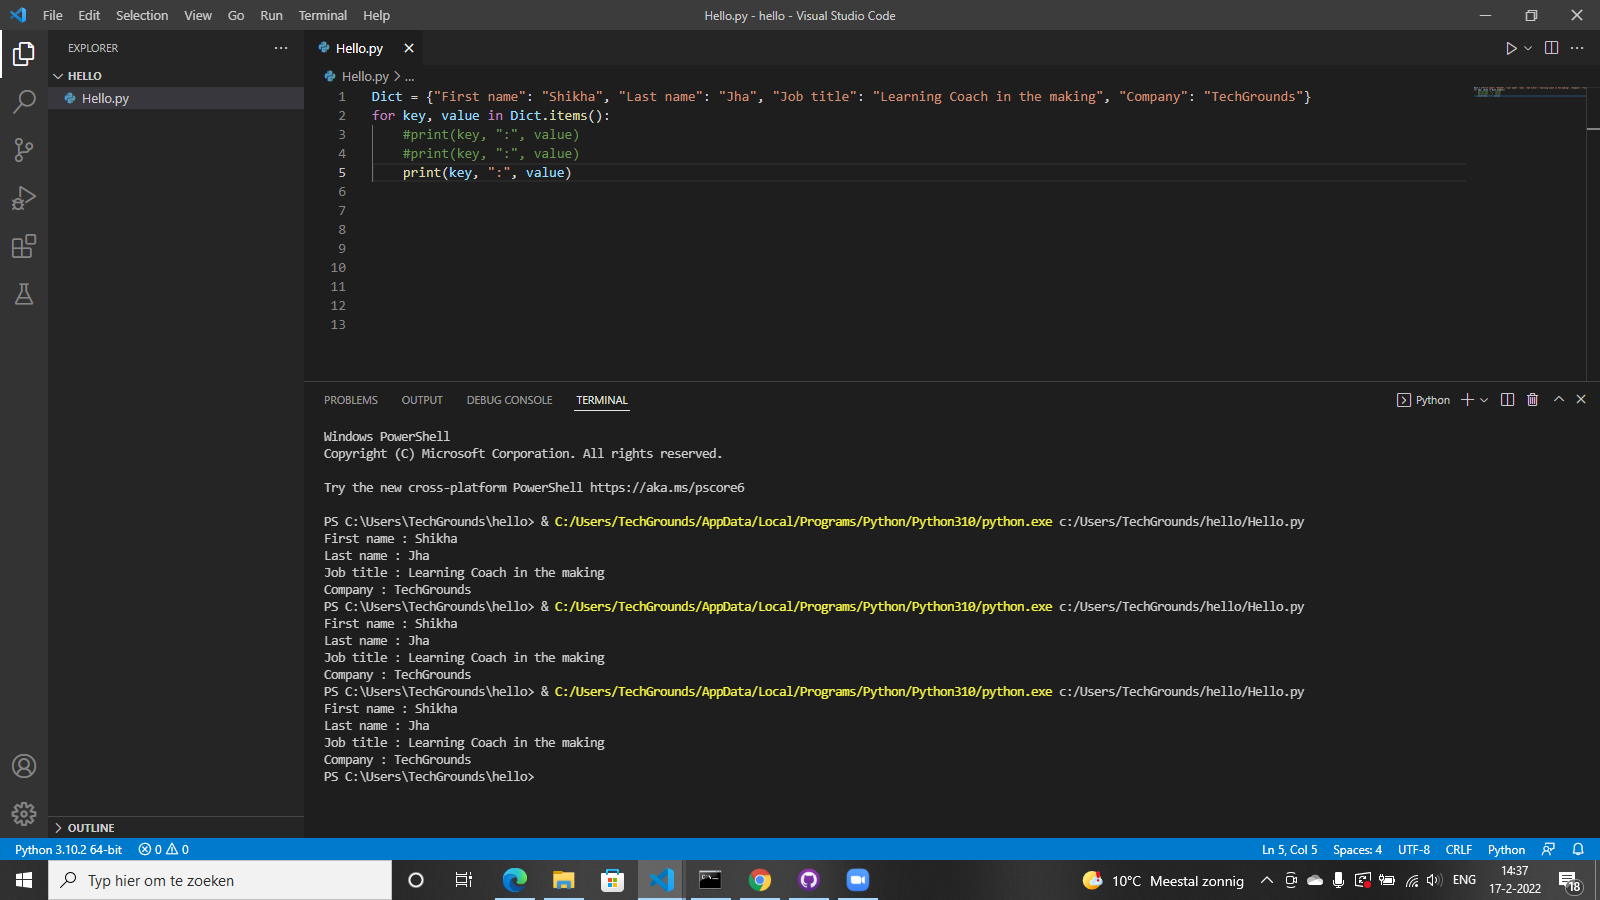 File Edit Selection View Go Run Terminal Help
Hello.py - hello - Visual Studio Code
EXPLORER
HELLO
Hello.py
OUTLINE
Hello.py
Hello.py > ...
1 Dict = {"First name": "Shikha", "Last name": "Jha", "Job title": "Learning Coach in the making", "Company": "TechGrounds"}
2 for key, value in Dict.items():
3 #print(key, ":", value)
4 #print(key, ":", value)
5 print(key, ":", value)
6
7
8
9
10
11
12
13
PROBLEMS OUTPUT DEBUG CONSOLE TERMINAL
Python
Windows PowerShell
Copyright (C) Microsoft Corporation. All rights reserved.
Try the new cross-platform PowerShell https://aka.ms/pscore6
PS C:\Users\TechGrounds\hello> & C:/Users/TechGrounds/AppData/Local/Programs/Python/Python310/python.exe c:/Users/TechGrounds/hello/Hello.py
First name : Shikha
Last name : Jha
Job title : Learning Coach in the making
Company : TechGrounds
PS C:\Users\TechGrounds\hello> & C:/Users/TechGrounds/AppData/Local/Programs/Python/Python310/python.exe c:/Users/TechGrounds/hello/Hello.py
First name : Shikha
Last name : Jha
Job title : Learning Coach in the making
Company : TechGrounds
PS C:\Users\TechGrounds\hello> & C:/Users/TechGrounds/AppData/Local/Programs/Python/Python310/python.exe c:/Users/TechGrounds/hello/Hello.py
First name : Shikha
Last name : Jha
Job title : Learning Coach in the making
Company : TechGrounds
PS C:\Users\TechGrounds\hello>
Python 3.10.2 64-bit 0 0
Ln 5, Col 5 Spaces: 4 UTF-8 CRLF Python
Typ hier om te zoeken
10°C Meestal zonnig
ENG
14:37
17-2-2022
18